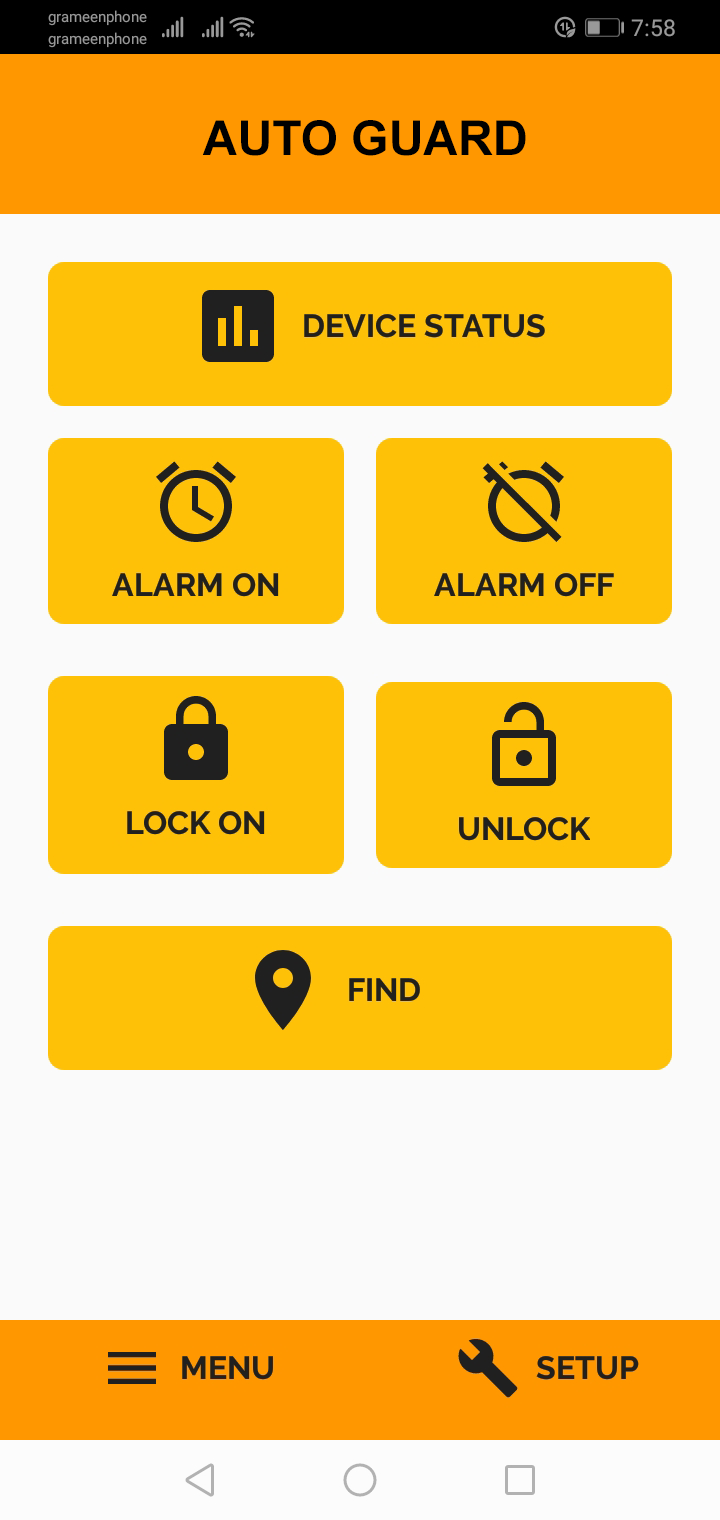 grameenphone
grameenphone
7:58
AUTO GUARD
DEVICE STATUS
ALARM ON
ALARM OFF
LOCK ON
UNLOCK
FIND
MENU
SETUP